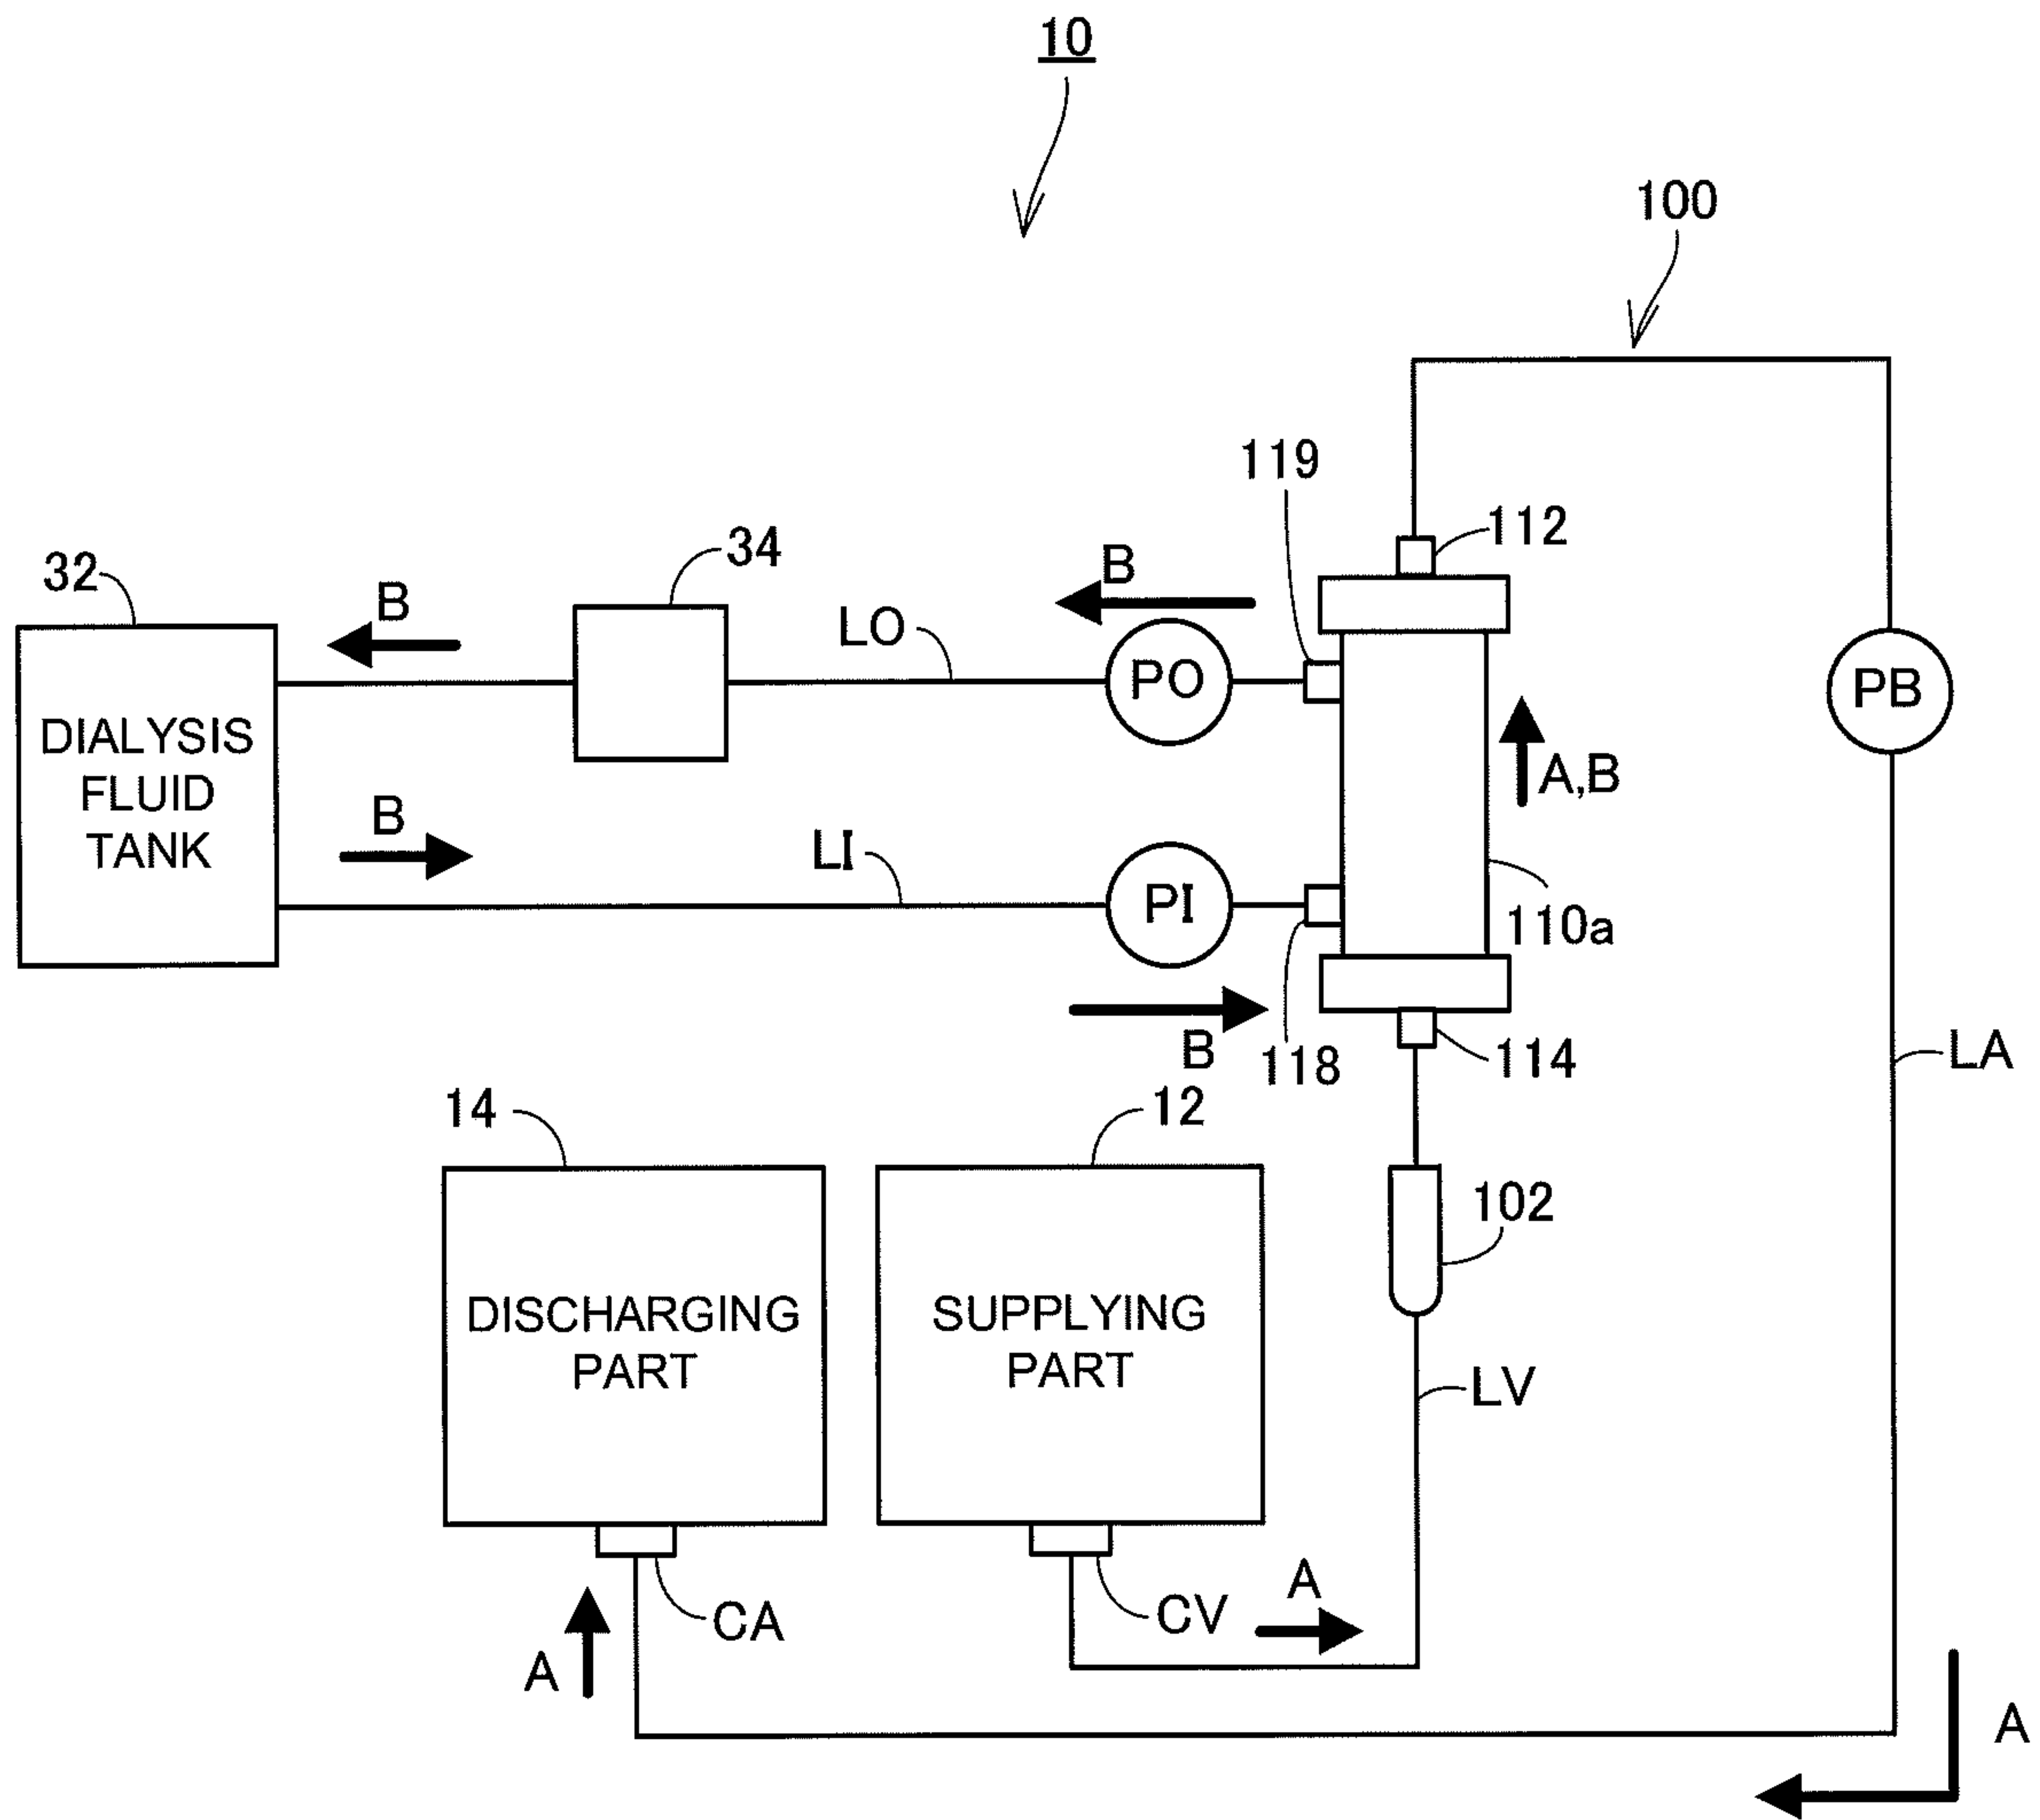 10
100
119
112
34
32
B
B
LO
PO
PB
DIALYSIS
FLUID
TANK
A,B
B
LI
PI
110a
B
118
114
LA
14
12
102
DISCHARGING
PART
SUPPLYING
PART
LV
A
CA
CV
A
A